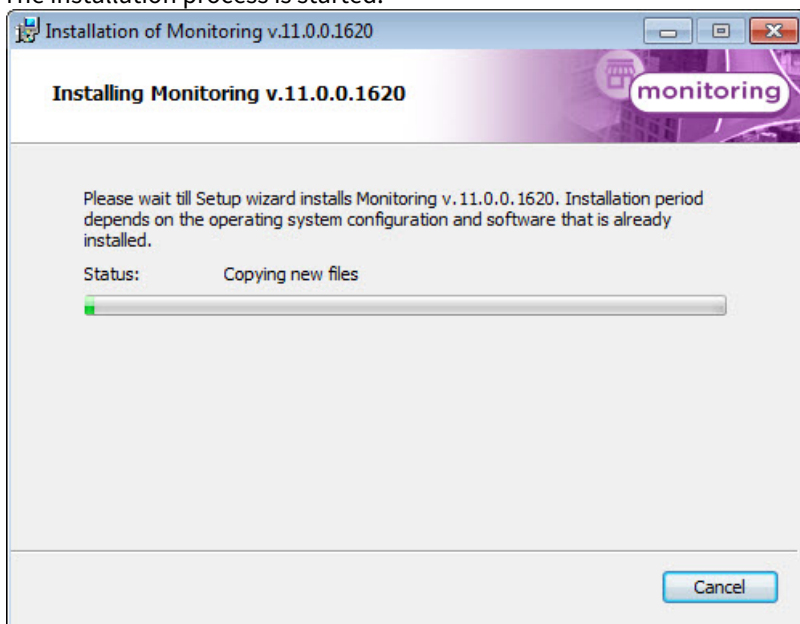 The installation process is started.
Installation of Monitoring v.11.0.0.1620
Installing Monitoring v.11.0.0.1620
monitoring
Please wait till Setup wizard installs Monitoring v.11.0.0.1620. Installation period
depends on the operating system configuration and software that is already
installed.
Status: Copying new files
Cancel